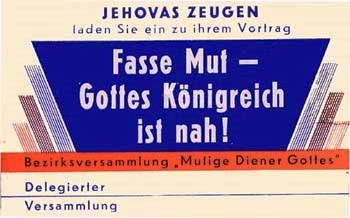 JEHOVAS ZEUGEN
laden Sie ein zu ihrem Vortrag
Fasse Mut –
Gottes Königreich
ist nah!
Bezirksversammlung „Mutige Diener Gottes"
Delegierter
Versammlung